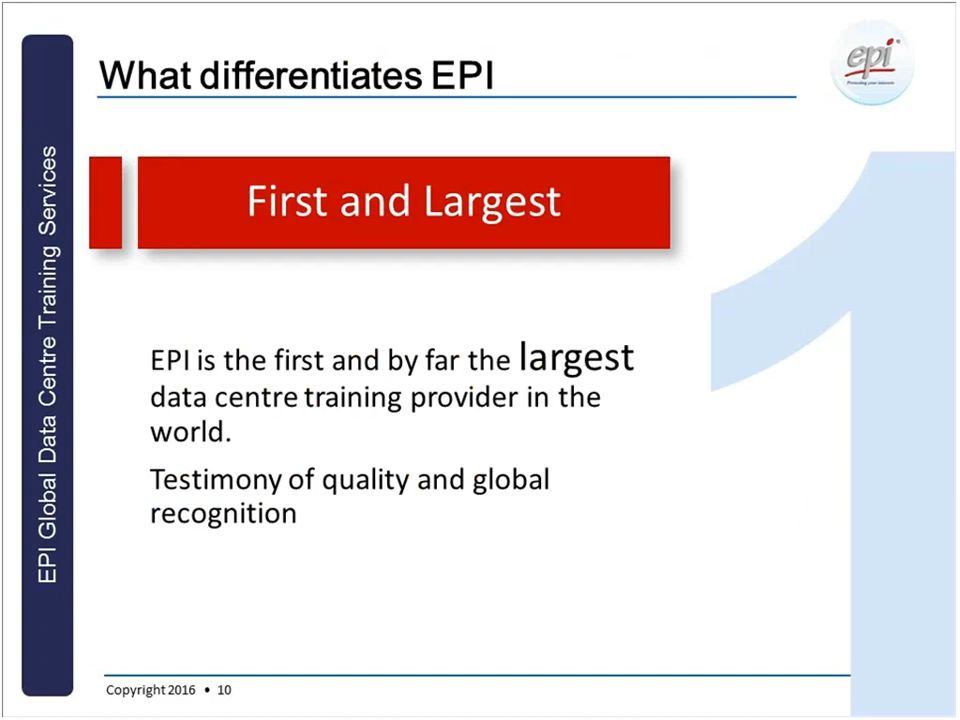 What differentiates EPI
epi
EPI Global Data Centre Training Services
First and Largest
1
EPI is the first and by far the largest
data centre training provider in the
world.
Testimony of quality and global
recognition
Copyright 2016 • 10